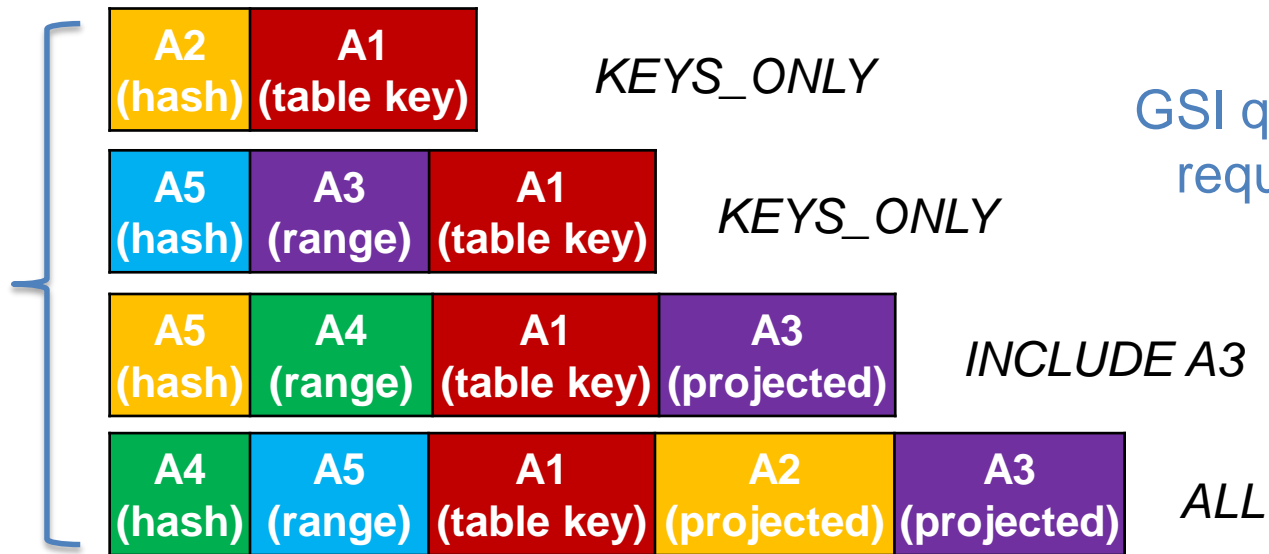 A2 A1
(hash) (table key)
KEYS_ONLY
GSI q
requ
A5 A3 A1
(hash) (range) (table key)
KEYS_ONLY
A5 A4 A1 A3
(hash) (range) (table key) (projected)
INCLUDE A3
A4 A5 A1 A2 A3
(hash) (range) (table key) (projected) (projected)
ALL